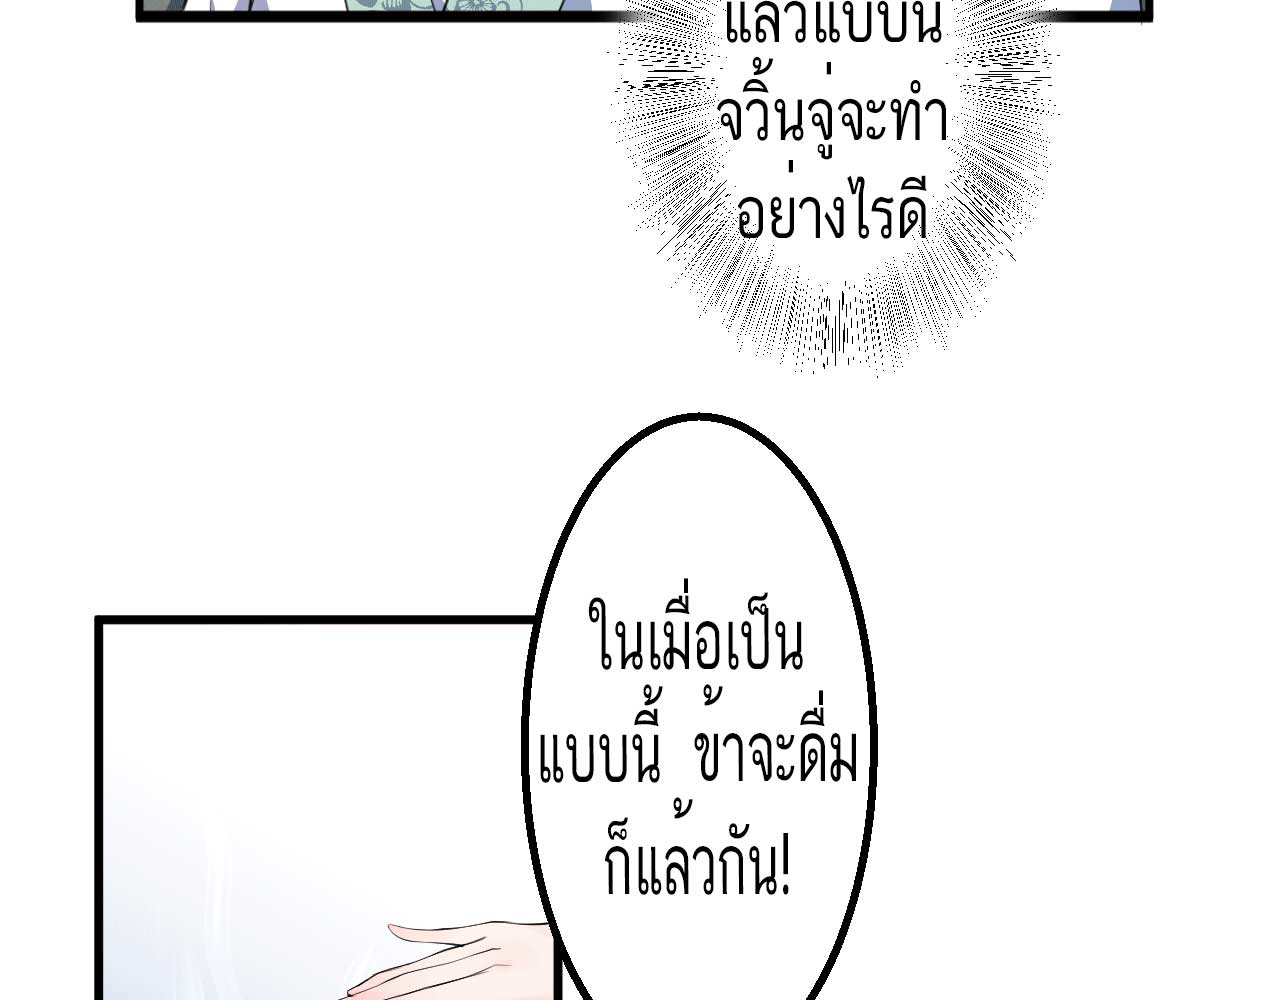 แล้วแบบนี้
จวิ้นจู่จะทำ
อย่างไรดี
ในเมื่อเป็น
แบบนี้ ข้าจะดื่ม
ก็แล้วกัน!